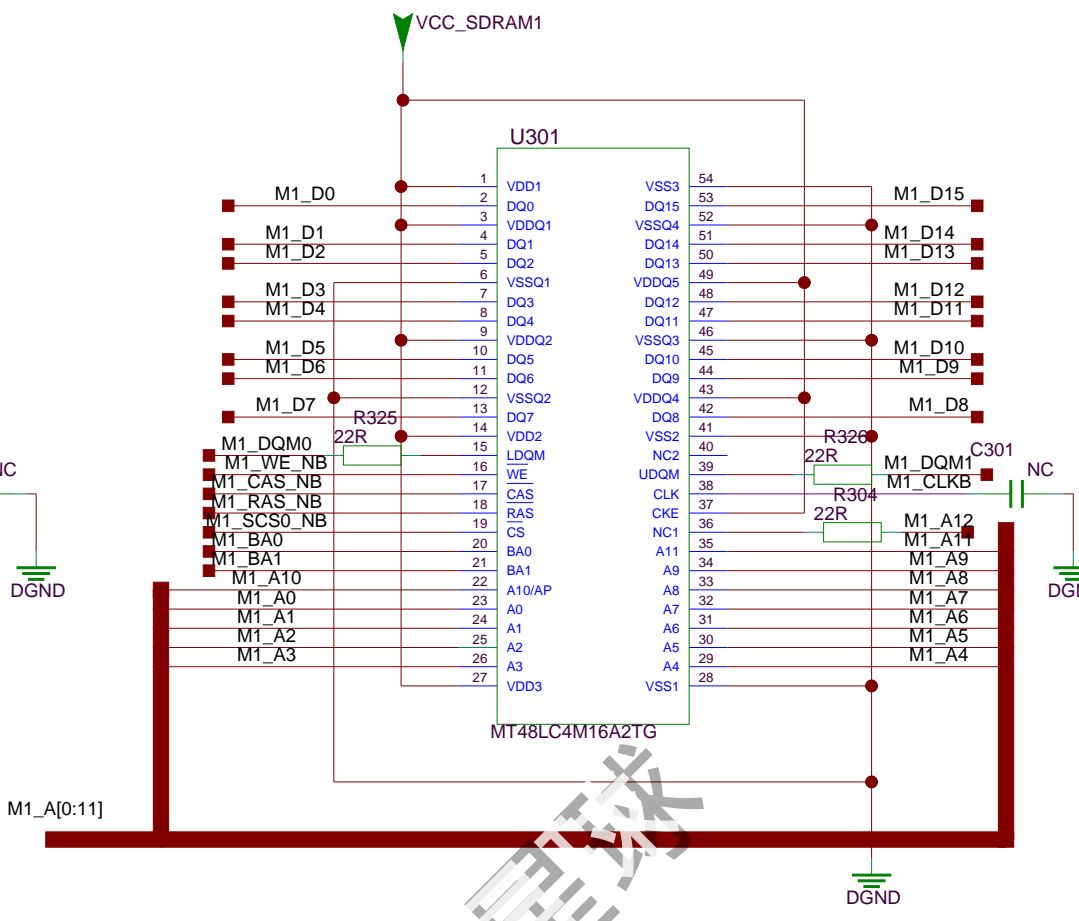 VCC_SDRAM1
U301
1 VDD1 VSS3 54
M1_D0 2 DQ0 DQ15 53 M1_D15
3 VDDQ1 VSSQ4 52
M1_D1 4 DQ1 DQ14 51 M1_D14
M1_D2 5 DQ2 DQ13 50 M1_D13
6 VSSQ1 VDDQ5 49
M1_D3 7 DQ3 DQ12 48 M1_D12
M1_D4 8 DQ4 DQ11 47 M1_D11
9 VDDQ2 VSSQ3 46
M1_D5 10 DQ5 DQ10 45 M1_D10
M1_D6 11 DQ6 DQ9 44 M1_D9
12 VSSQ2 VDDQ4 43
M1_D7 13 DQ7 DQ8 42 M1_D8
R325
22R 14 VDD2 VSS2 41 R326
M1_DQM0 15 LDQM NC2 40 22R C301
M1_WE_NB 16 WE UDQM 39 M1_DQM1 NC
M1_CAS_NB 17 CAS CLK 38 M1_CLKB
M1_RAS_NB 18 RAS CKE 37 R304
22R
M1_SCS0_NB 19 CS NC1 36 M1_A12
M1_BA0 20 BA0 A11 35 M1_A11
M1_BA1 21 BA1 A9 34 M1_A9
M1_A10 22 A10/AP A8 33 M1_A8
M1_A0 23 A0 A7 32 M1_A7
M1_A1 24 A1 A6 31 M1_A6
M1_A2 25 A2 A5 30 M1_A5
M1_A3 26 A3 A4 29 M1_A4
27 VDD3 VSS1 28
DGND
MT48LC4M16A2TG
M1_A[0:11]
DGND
星球